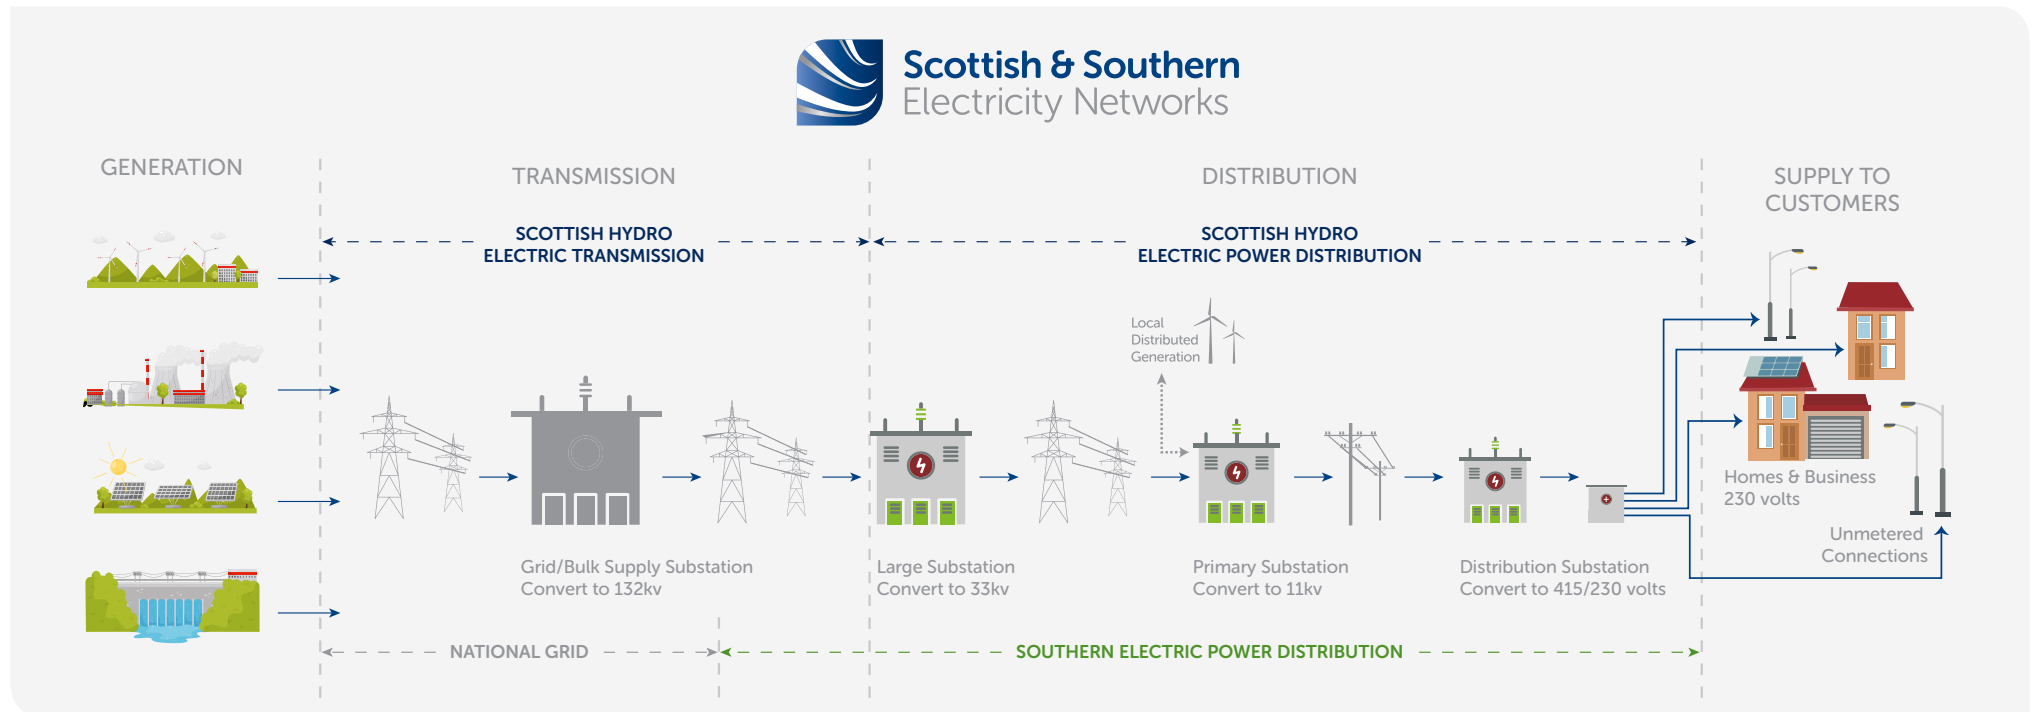 Scottish & Southern
Electricity Networks
GENERATION
TRANSMISSION
DISTRIBUTION
SUPPLY TO
CUSTOMERS
SCOTTISH HYDRO
ELECTRIC TRANSMISSION
SCOTTISH HYDRO
ELECTRIC POWER DISTRIBUTION
Local
Distributed
Generation
Homes & Business
230 volts
Unmetered
Connections
Grid/Bulk Supply Substation
Convert to 132kv
Large Substation
Convert to 33kv
Primary Substation
Convert to 11kv
Distribution Substation
Convert to 415/230 volts
NATIONAL GRID
SOUTHERN ELECTRIC POWER DISTRIBUTION